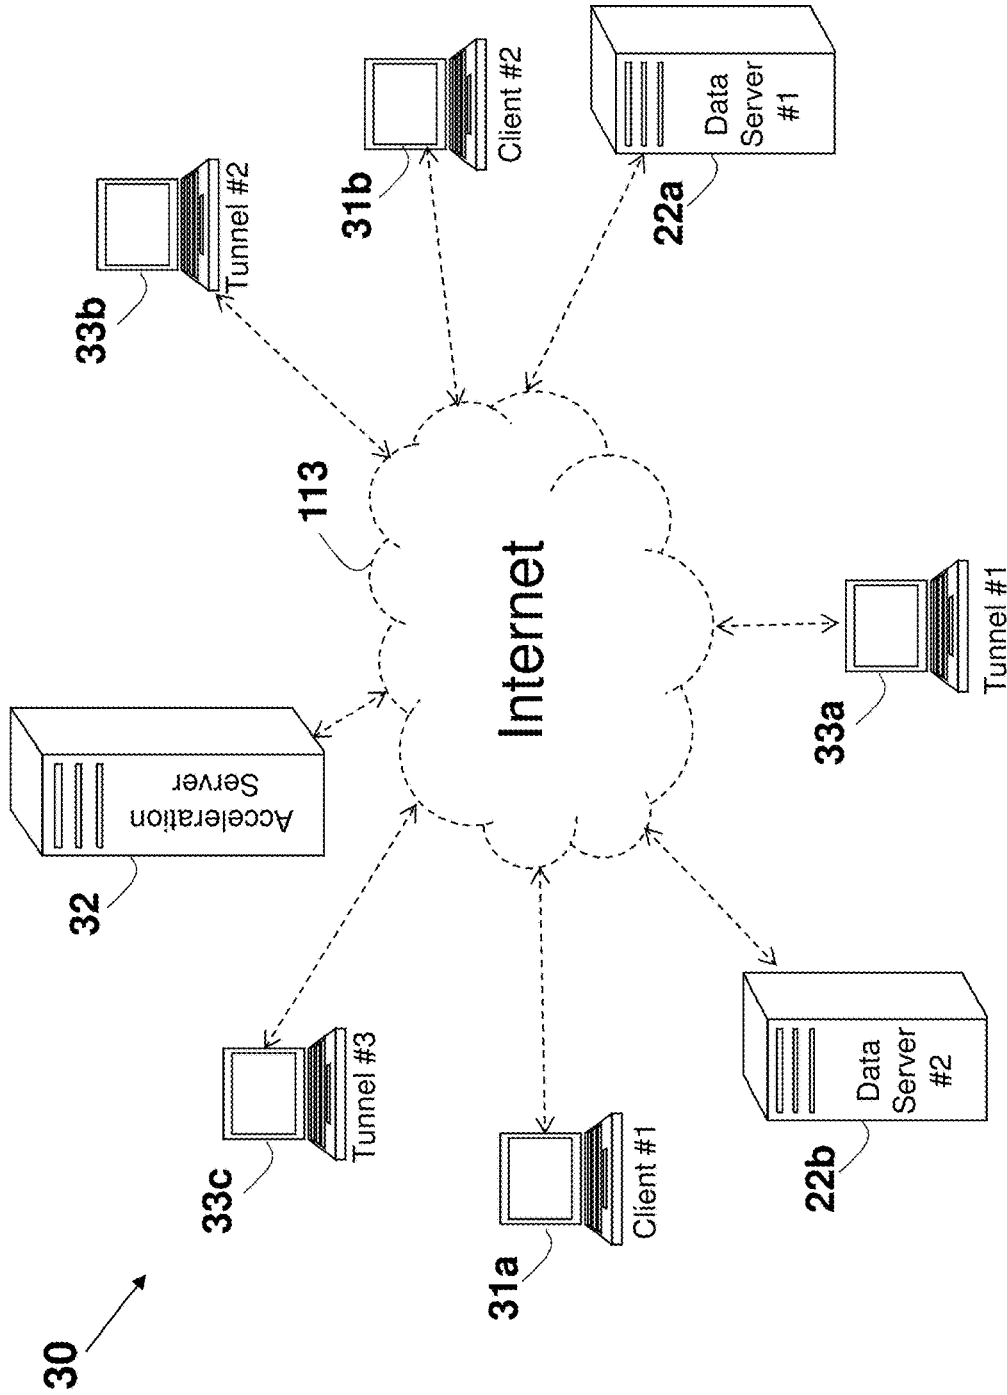 30
33c
Tunnel #3
32
Acceleration
Server
113
33b
Tunnel #2
31a
Client #1
Internet
31b
Client #2
22b
Data
Server
#2
33a
Tunnel #1
22a
Data
Server
#1